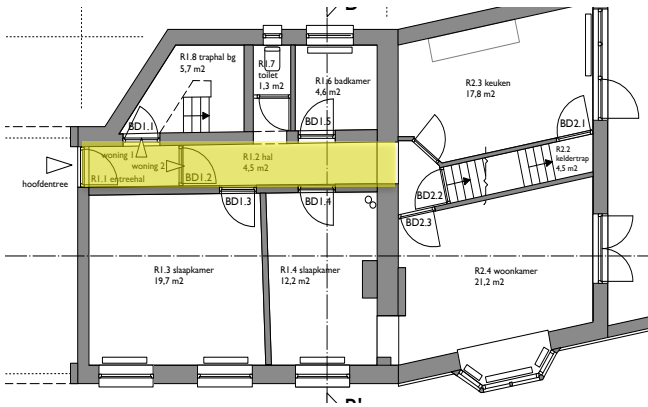 B
R1.8 traphal bg
5,7 m2
R1.7
toilet
1,3 m2
R1.6 badkamer
4,6 m2
R2.3 keuken
17,8 m2
BD1.1
BD1.5
BD2.1
woning 1
woning 2
R1.2 hal
4,5 m2
R2.2
keldertrap
4,5 m2
hoofdentree
R1.1 entreehal
BD1.2
BD1.3
BD1.4
BD2.2
BD2.3
R1.3 slaapkamer
19,7 m2
R1.4 slaapkamer
12,2 m2
R2.4 woonkamer
21,2 m2
B'